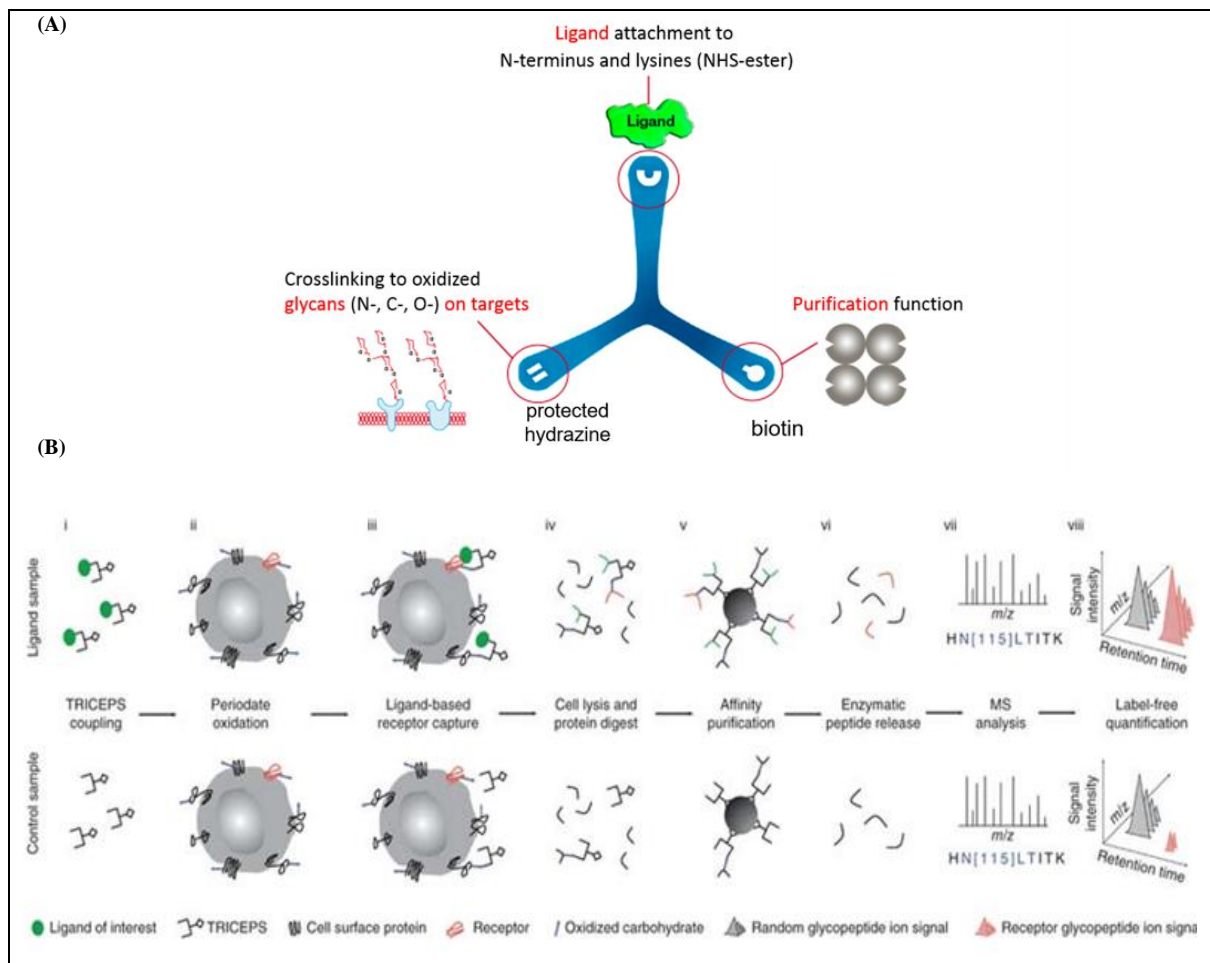 (A)
Ligand attachment to
N-terminus and lysines (NHS-ester)
Ligand
Crosslinking to oxidized
glycans (N-, C-, O-) on targets
Purification function
protected
hydrazine
biotin
(B)
i ii iii iv v vi vii viii
Ligand sample
m/z
HN[115]LTITK
Signal
intensity
m/z
Retention time
TRICEPS
coupling
Periodate
oxidation
Ligand-based
receptor capture
Cell lysis and
protein digest
Affinity
purification
Enzymatic
peptide release
MS
analysis
Label-free
quantification
Control sample
m/z
HN[115]LTITK
Signal
intensity
m/z
Retention time
Ligand of interest TRICEPS Cell surface protein Receptor Oxidized carbohydrate Random glycopeptide ion signal Receptor glycopeptide ion signa